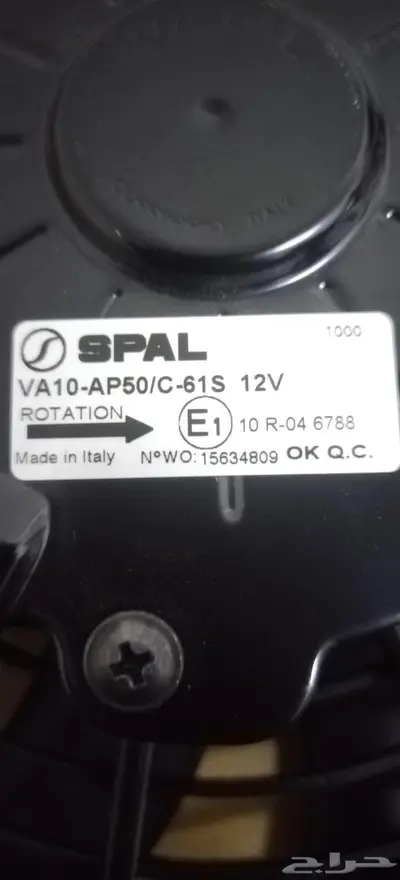 1000
SPAL
VA10-AP50/C-61S 12V
ROTATION
E1 10 R-04 6788
Made in Italy N°WO: 15634809 OK Q.C.
حراج